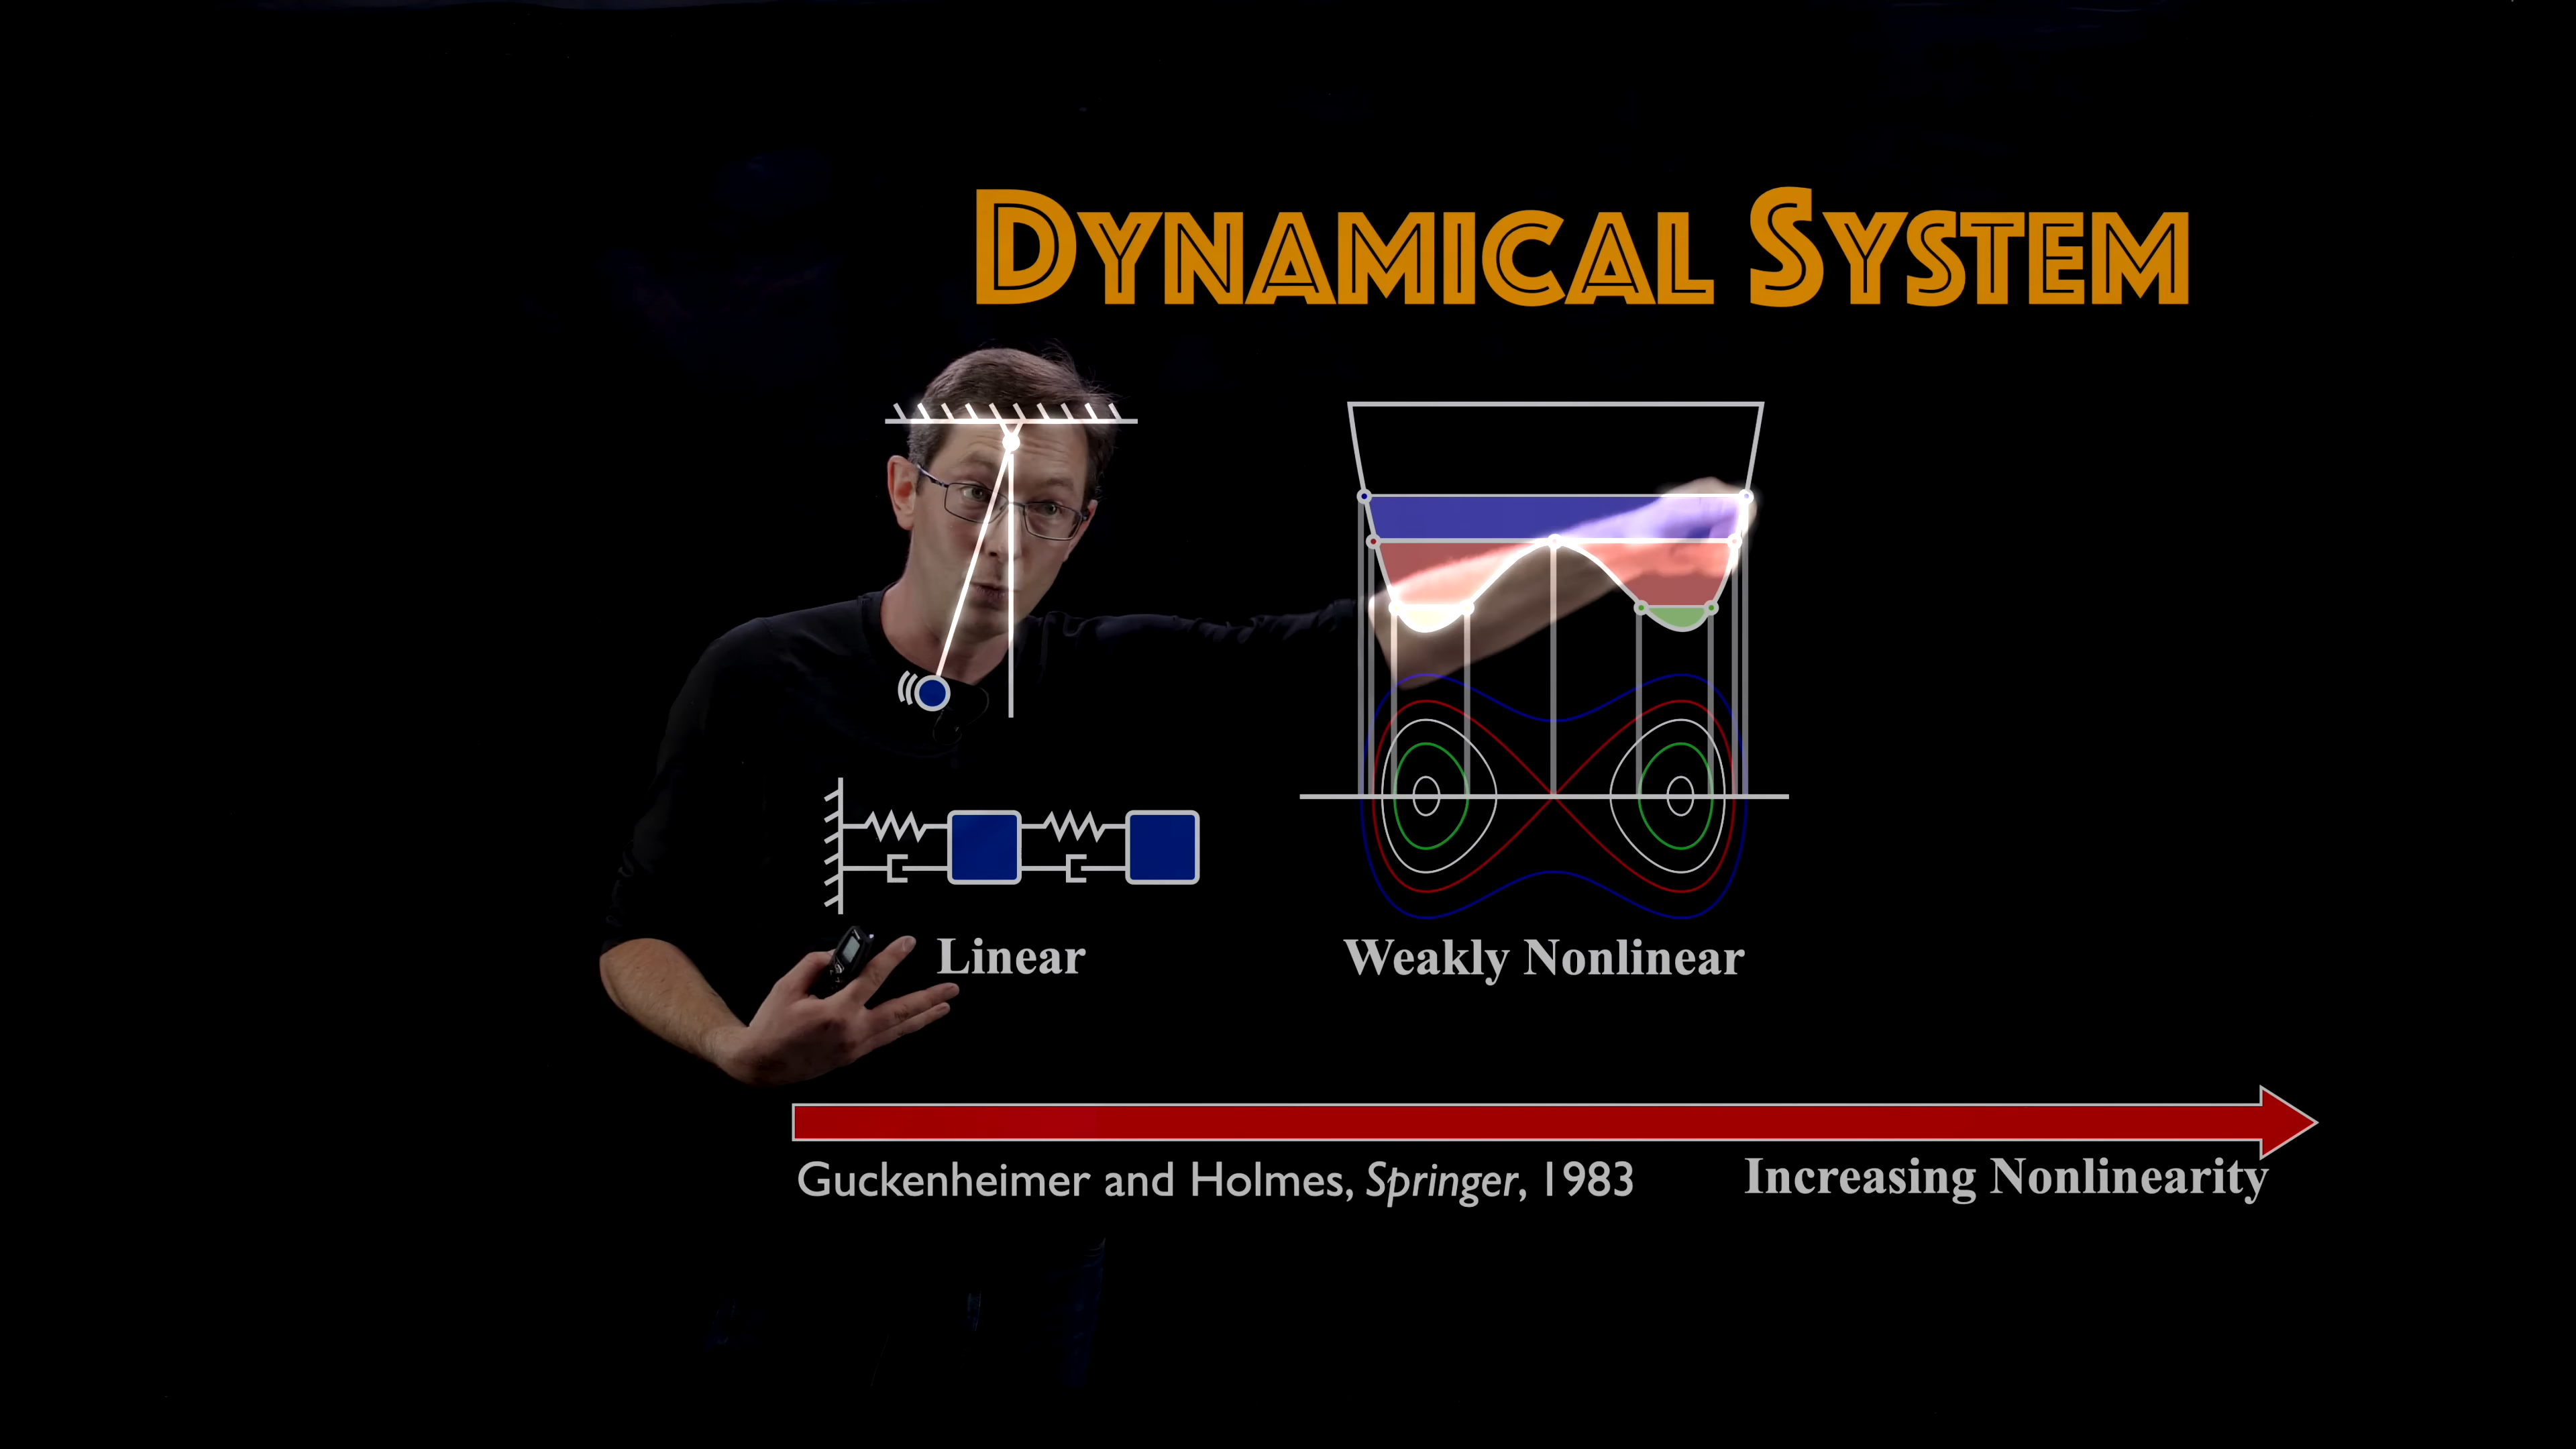 DYNAMICAL SYSTEM
Linear
Weakly Nonlinear
Guckenheimer and Holmes, Springer, 1983
Increasing Nonlinearity